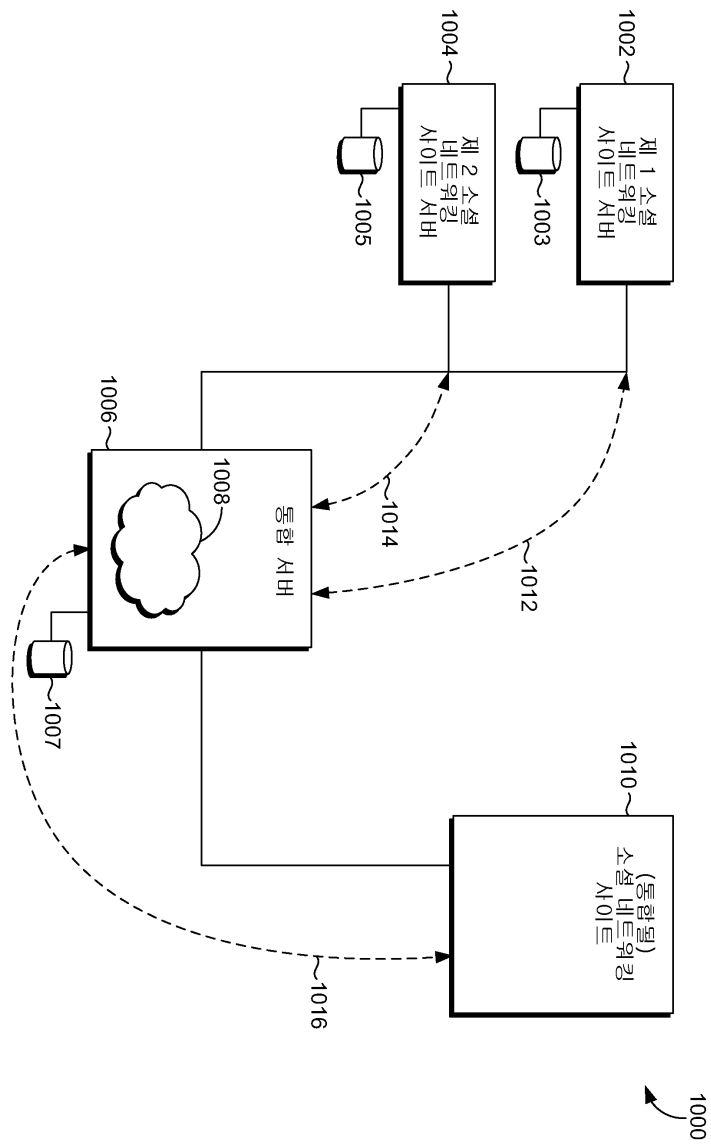 1000
1002
제 1 소셜
네트워킹
사이트 서버
1003
1010
(통합될)
소셜 네트워킹
사이트
1004
제 2 소셜
네트워킹
사이트 서버
1005
1012
1014
1016
1006
통합 서버
1008
1007